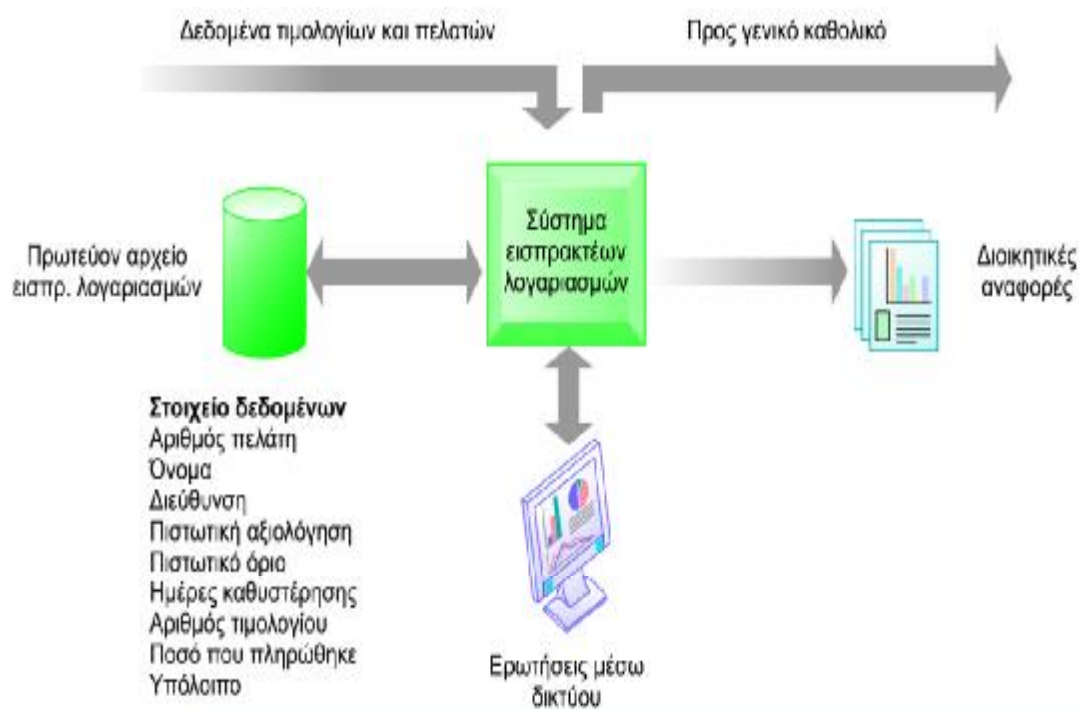 Δεδομένα τιμολογίων και πελατών
Προς γενικό καθολικό
Πρωτεύον αρχείο
εισπρ. λογαριασμών
Σύστημα
εισπρακτέων
λογαριασμών
Διοικητικές
αναφορές
Στοιχείο δεδομένων
Αριθμός πελάτη
Όνομα
Διεύθυνση
Πιστωτική αξιολόγηση
Πιστωτικό όριο
Ημέρες καθυστέρησης
Αριθμός τιμολογίου
Ποσό που πληρώθηκε
Υπόλοιπο
Ερωτήσεις μέσω
δικτύου